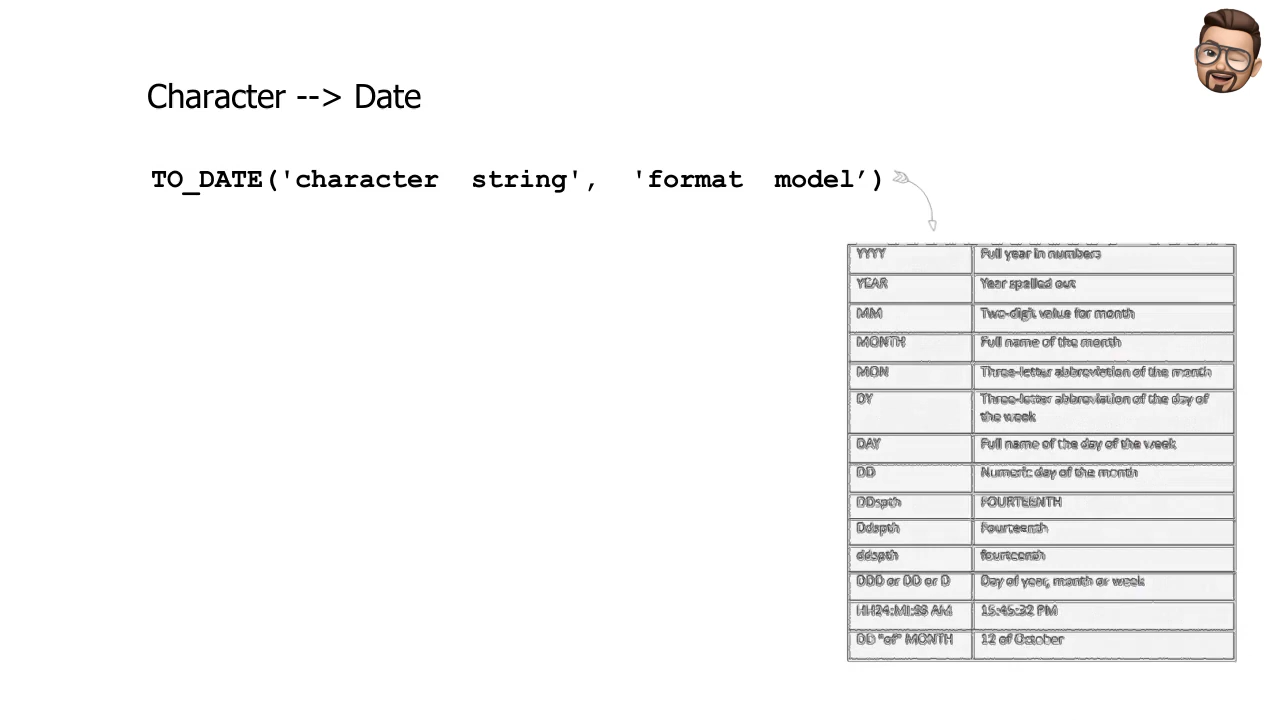 Character --> Date
TO_DATE('character string', 'format model’)
YYYY Full year in numbers
YEAR Year spelled out
MM Two-digit value for month
MONTH Full name of the month
MON Three-letter abbreviation of the month
DY Three-letter abbreviation of the day of
the week
DAY Full name of the day of the week
DD Numeric day of the month
DDspth FOURTEENTH
Ddspth Fourteenth
ddspth fourteenth
DDD or DD or D Day of year, month or week
HH24:MI:SS AM 15:45:32 PM
DD "of" MONTH 12 of October